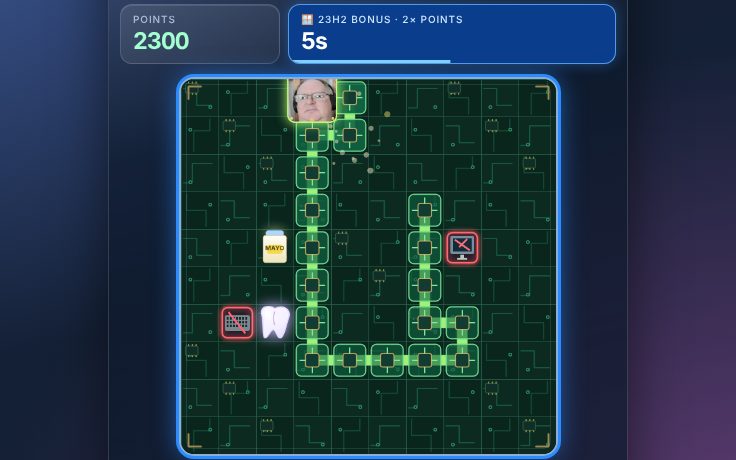 POINTS
2300
🪟 23H2 BONUS · 2× POINTS
5s
MAYO